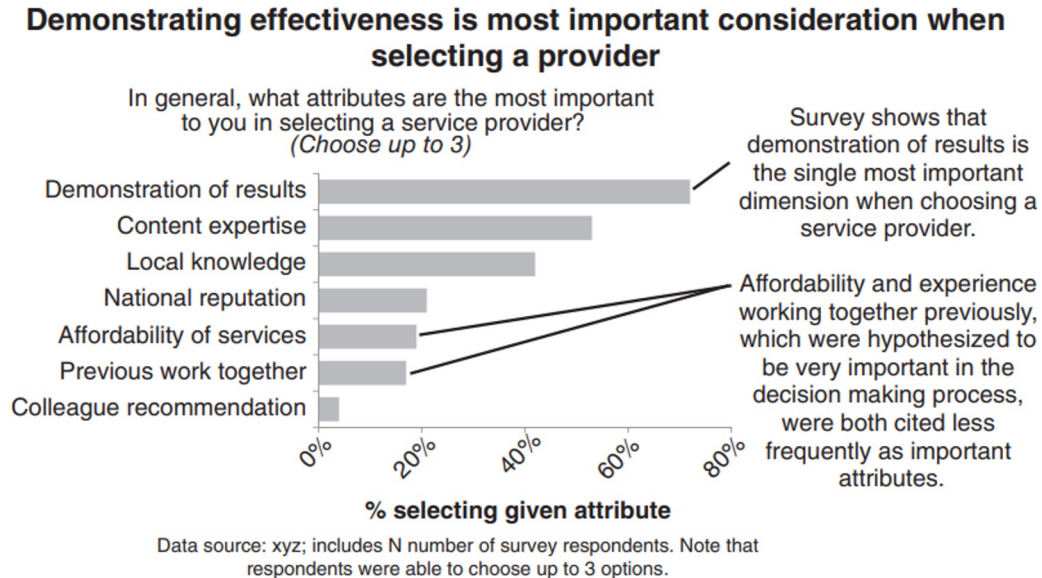 Demonstrating effectiveness is most important consideration when
selecting a provider
In general, what attributes are the most important
to you in selecting a service provider?
(Choose up to 3)
Demonstration of results
Content expertise
Local knowledge
National reputation
Affordability of services
Previous work together
Colleague recommendation
0%
20%
40%
60%
80%
% selecting given attribute
Survey shows that
demonstration of results is
the single most important
dimension when choosing a
service provider.
Affordability and experience
working together previously,
which were hypothesized to
be very important in the
decision making process,
were both cited less
frequently as important
attributes.
Data source: xyz; includes N number of survey respondents. Note that
respondents were able to choose up to 3 options.